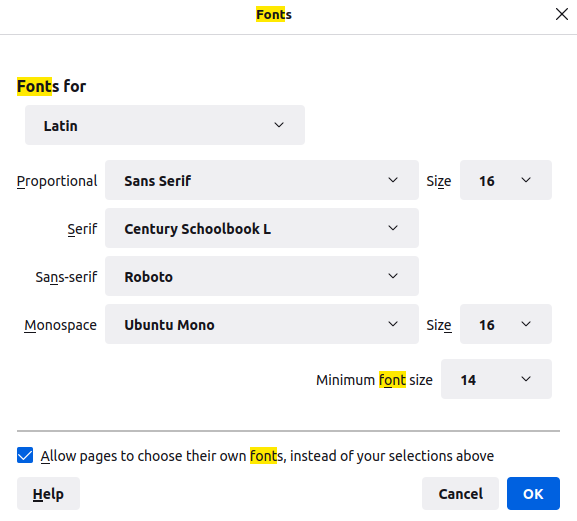 Fonts
Fonts for
Latin
Proportional Sans Serif Size 16
Serif Century Schoolbook L
Sans-serif Roboto
Monospace Ubuntu Mono Size 16
Minimum font size 14
Allow pages to choose their own fonts, instead of your selections above
Help Cancel OK